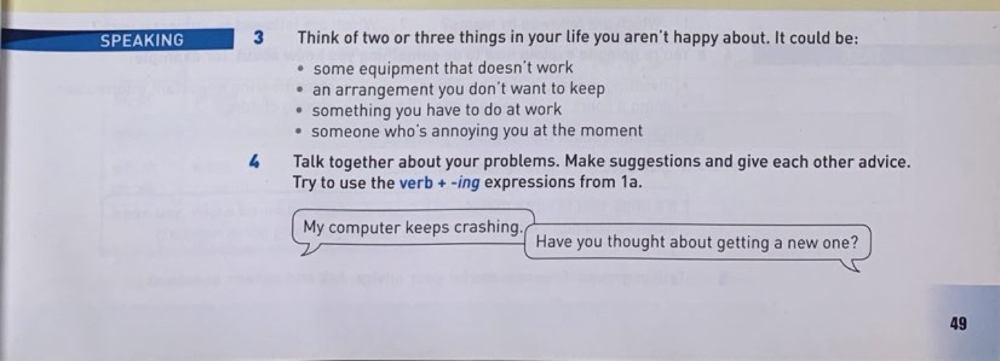 SPEAKING
3 Think of two or three things in your life you aren't happy about. It could be:
• some equipment that doesn't work
• an arrangement you don't want to keep
• something you have to do at work
• someone who's annoying you at the moment
4 Talk together about your problems. Make suggestions and give each other advice.
Try to use the verb + -ing expressions from 1a.
My computer keeps crashing.
Have you thought about getting a new one?
49